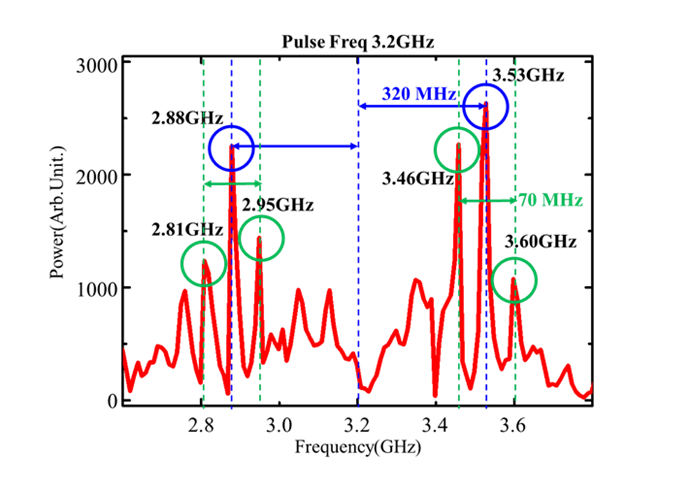 Pulse Freq 3.2GHz
3000
3.53GHz
320 MHz
2.88GHz
2000
3.46GHz
70 MHz
2.95GHz
2.81GHz
3.60GHz
1000
0
Power(Arb.Unit.)
2.8 3.0 3.2 3.4 3.6
Frequency(GHz)